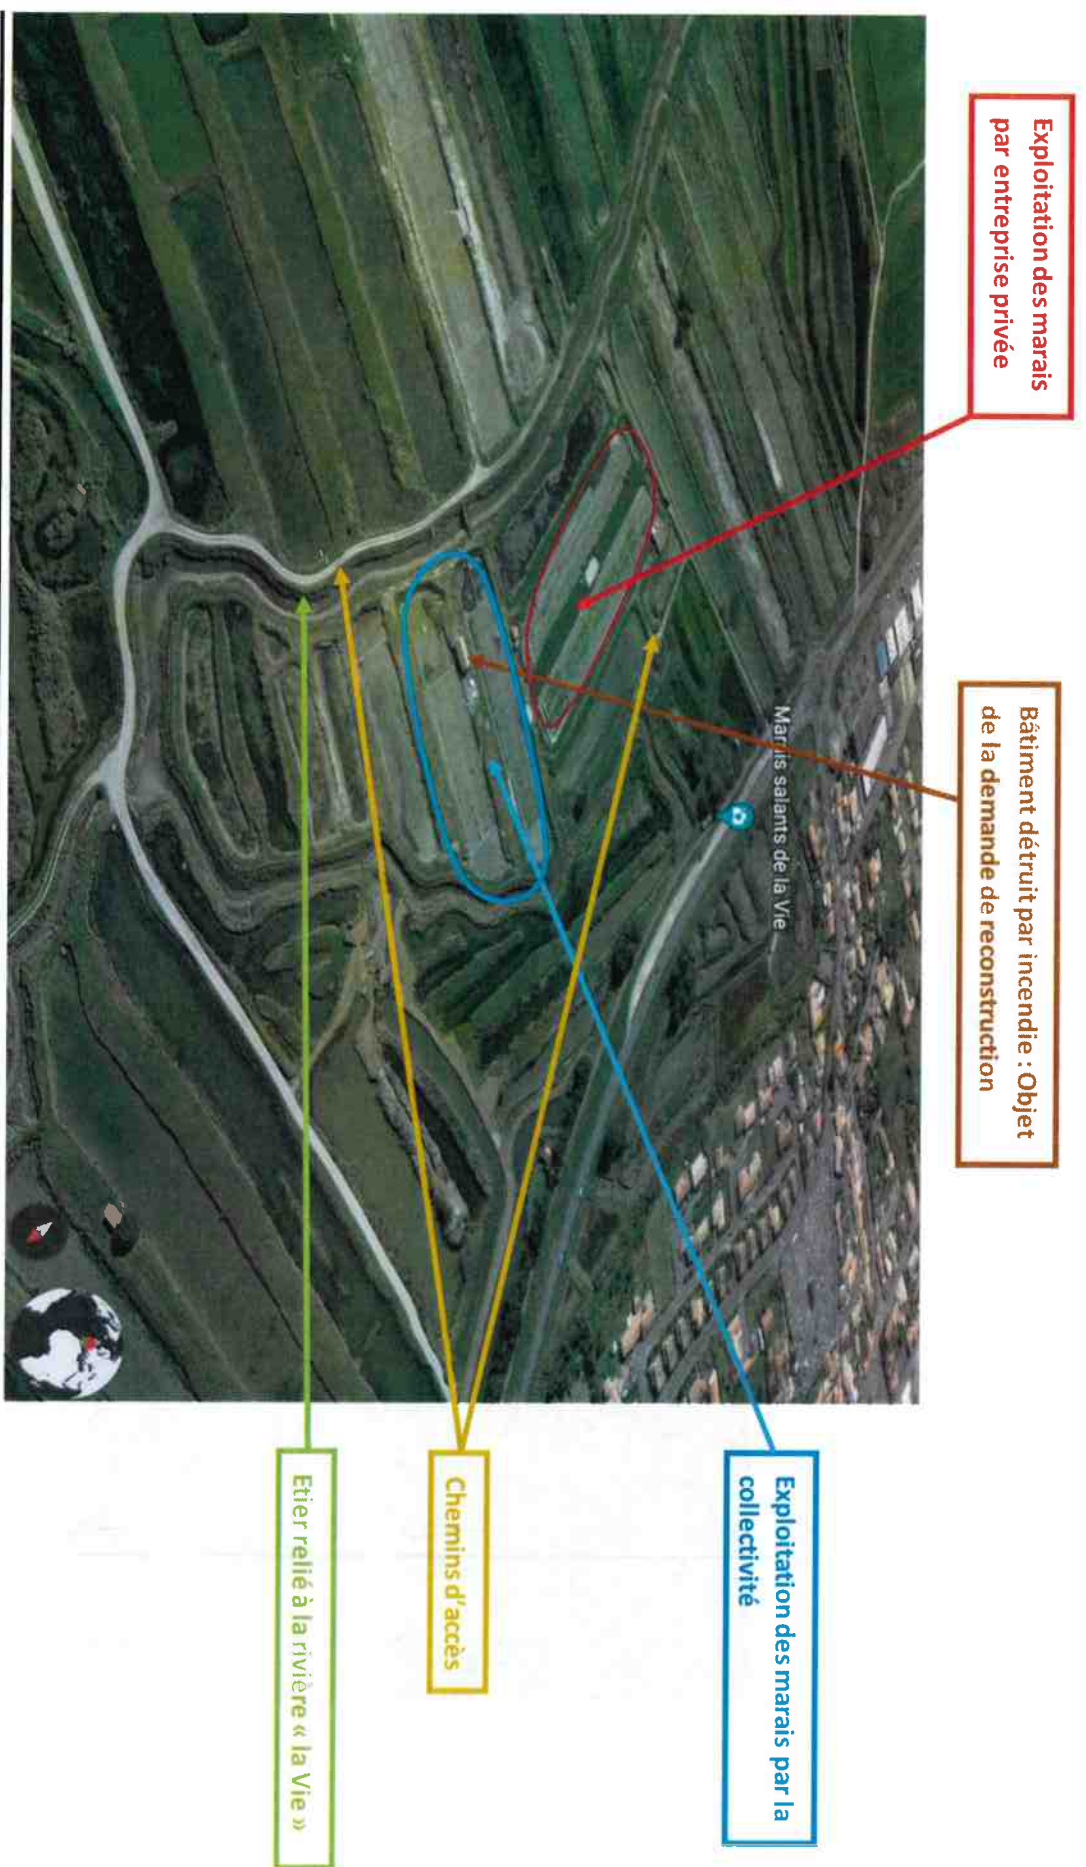 Exploitation des marais
par entreprise privée
Bâtiment détruit par incendie : Objet
de la demande de reconstruction
Marais salants de la Vie
Exploitation des marais par la
collectivité
Chemins d'accès
Etier relié à la rivière « la Vie »